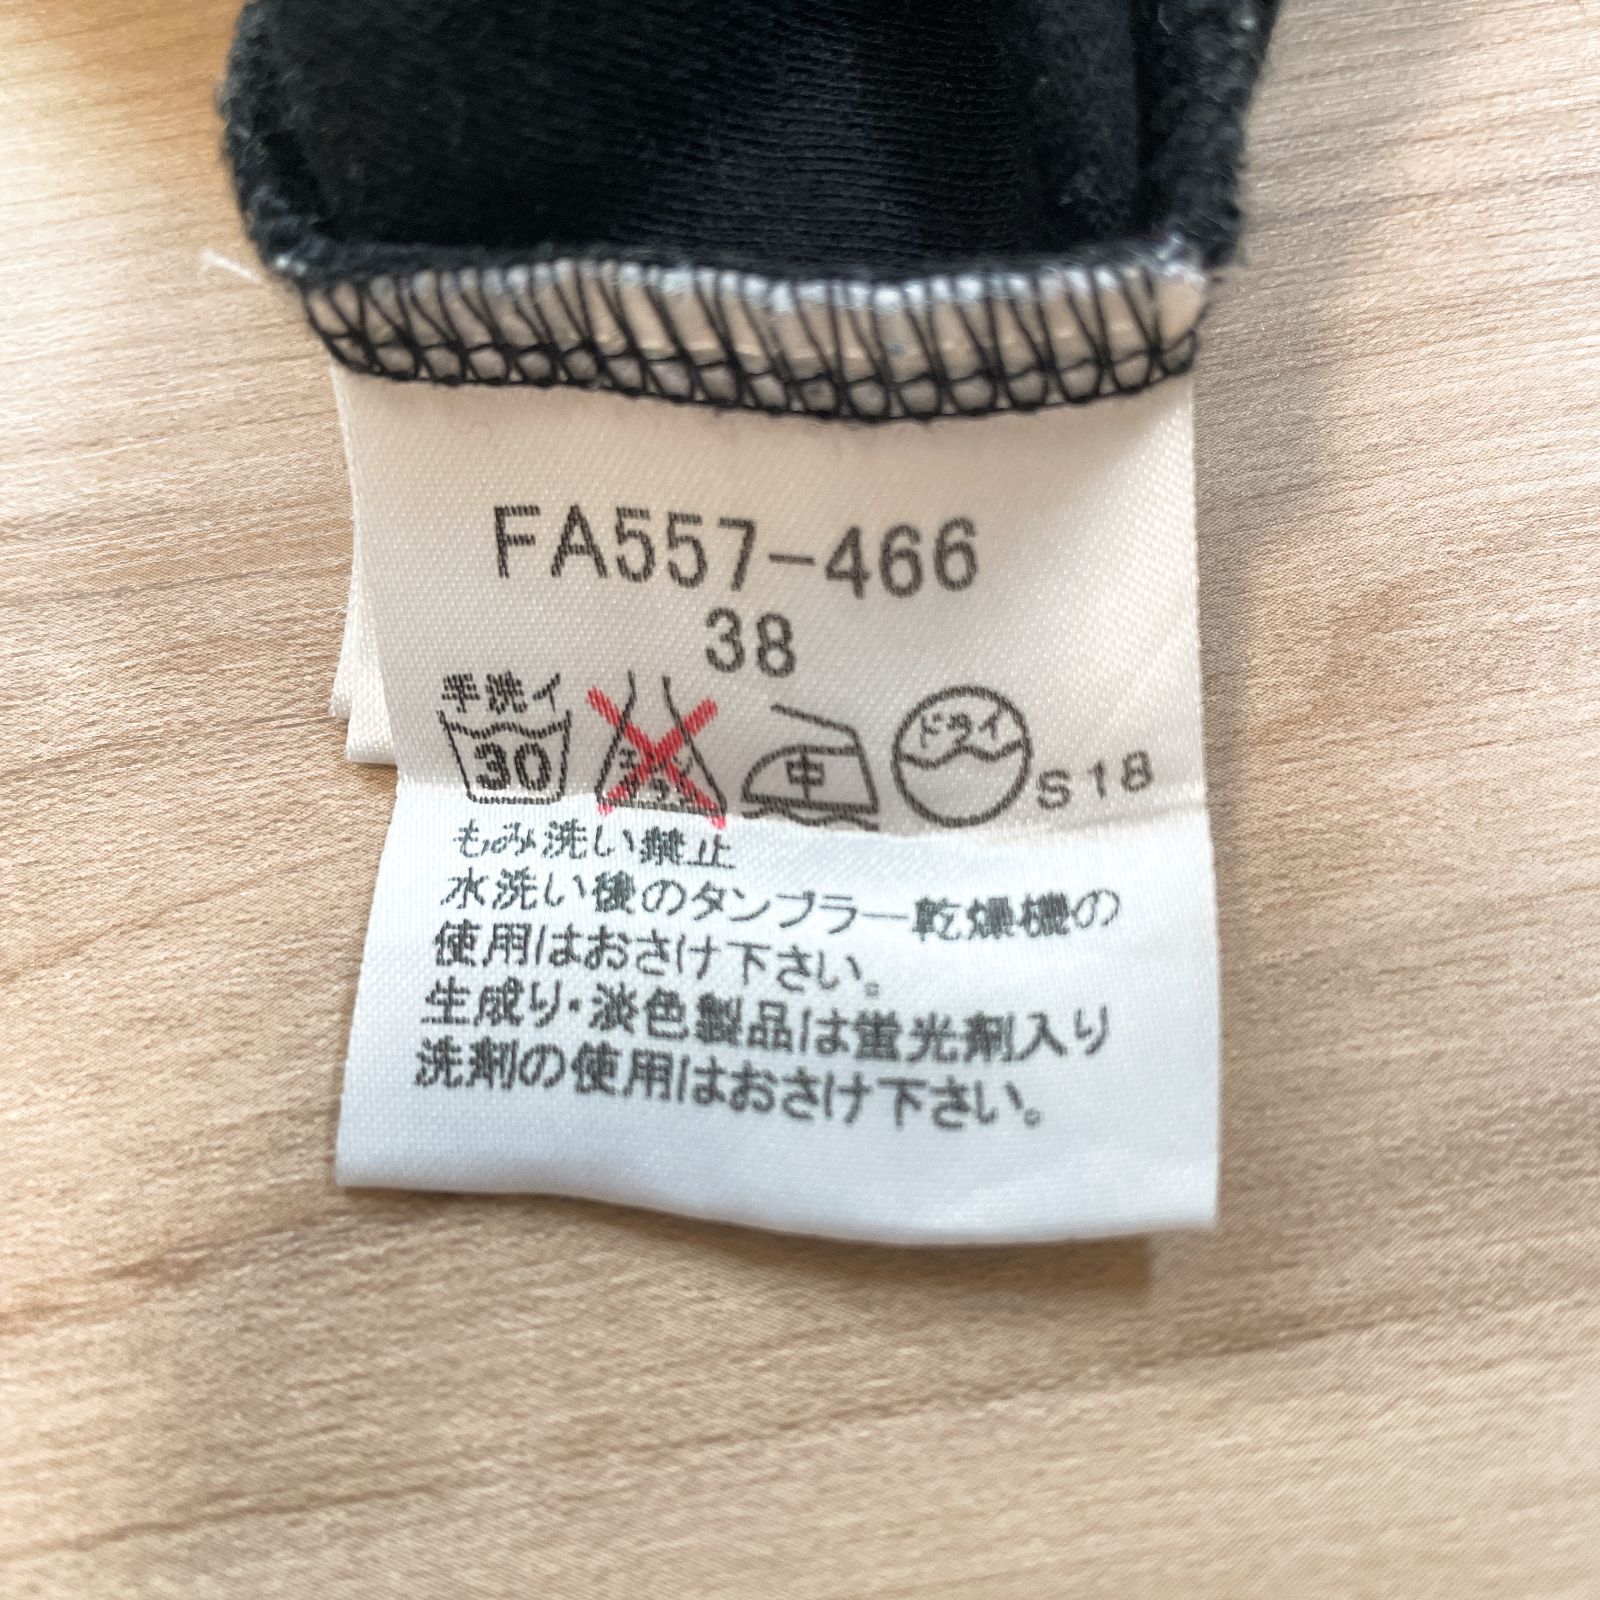 FA557-466
38
手洗イ
30
中
ドライ
S18
もみ洗い禁止
水洗い後のタンブラー乾燥機の
使用はおさけ下さい。
生成り・淡色製品は蛍光剤入り
洗剤の使用はおさけ下さい。